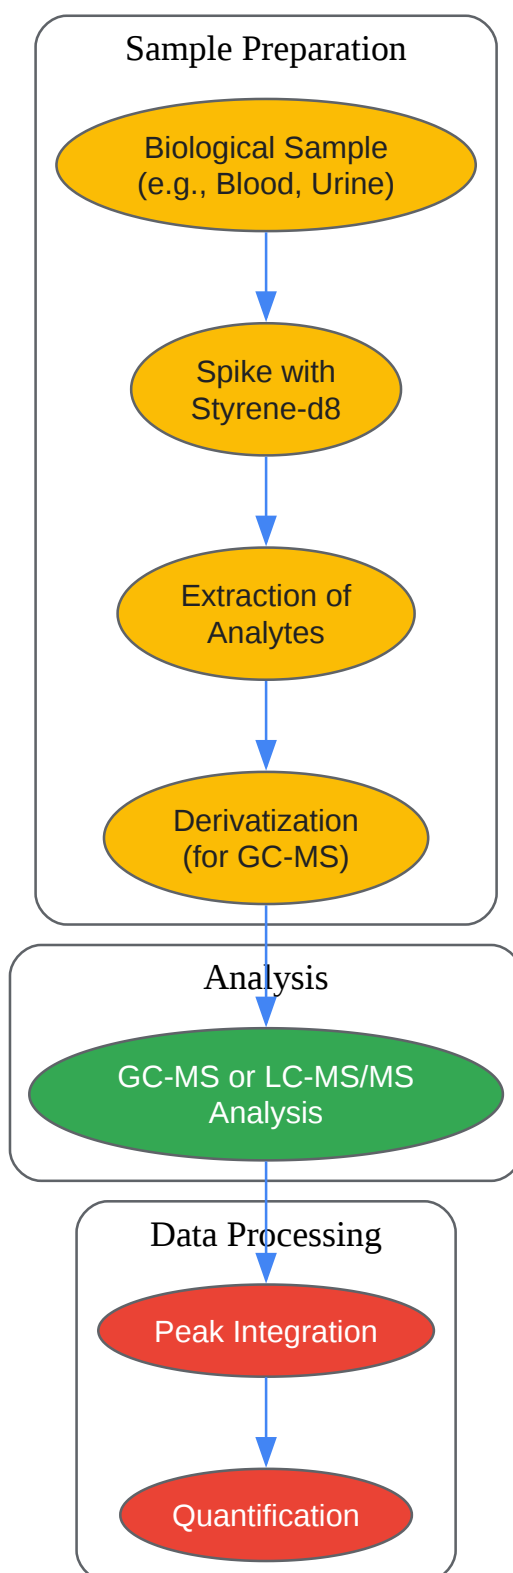 Sample Preparation
Biological Sample
(e.g., Blood, Urine)
Spike with
Styrene-d8
Extraction of
Analytes
Derivatization
(for GC-MS)
Analysis
GC-MS or LC-MS/MS
Analysis
Data Processing
Peak Integration
Quantification